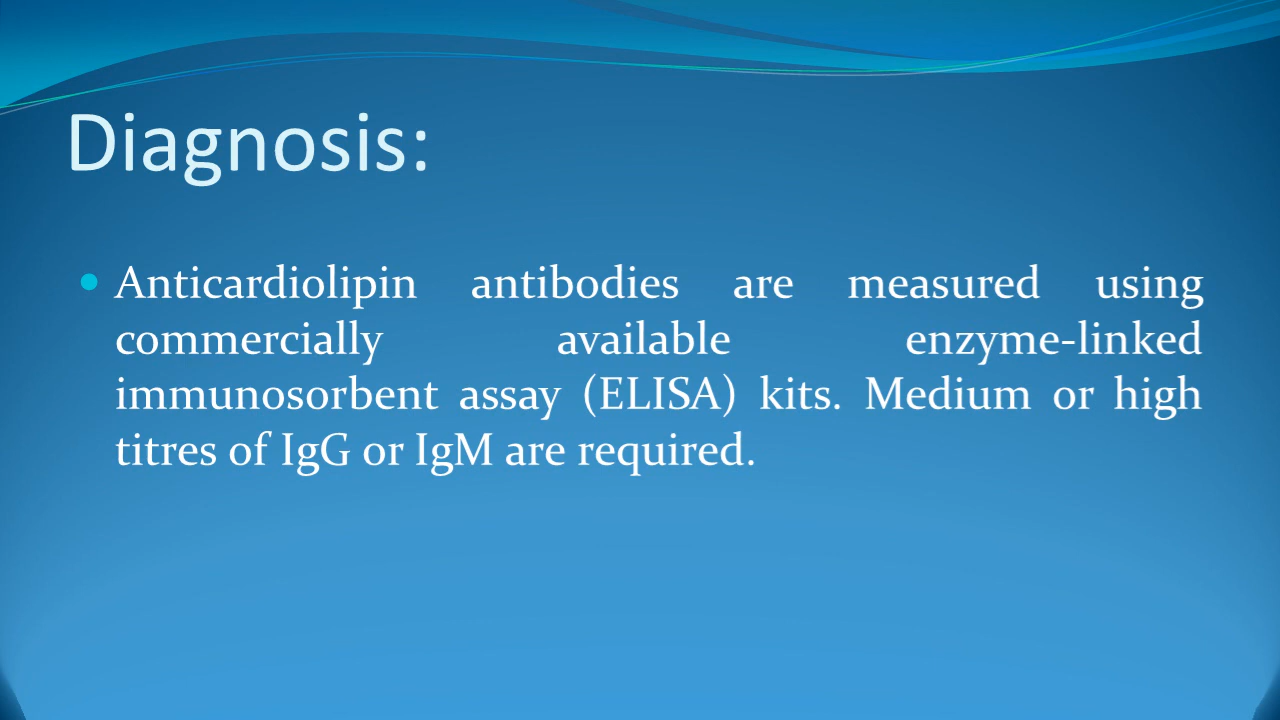 Diagnosis:
• Anticardiolipin antibodies are measured using
commercially available enzyme-linked
immunosorbent assay (ELISA) kits. Medium or high
titres of IgG or IgM are required.